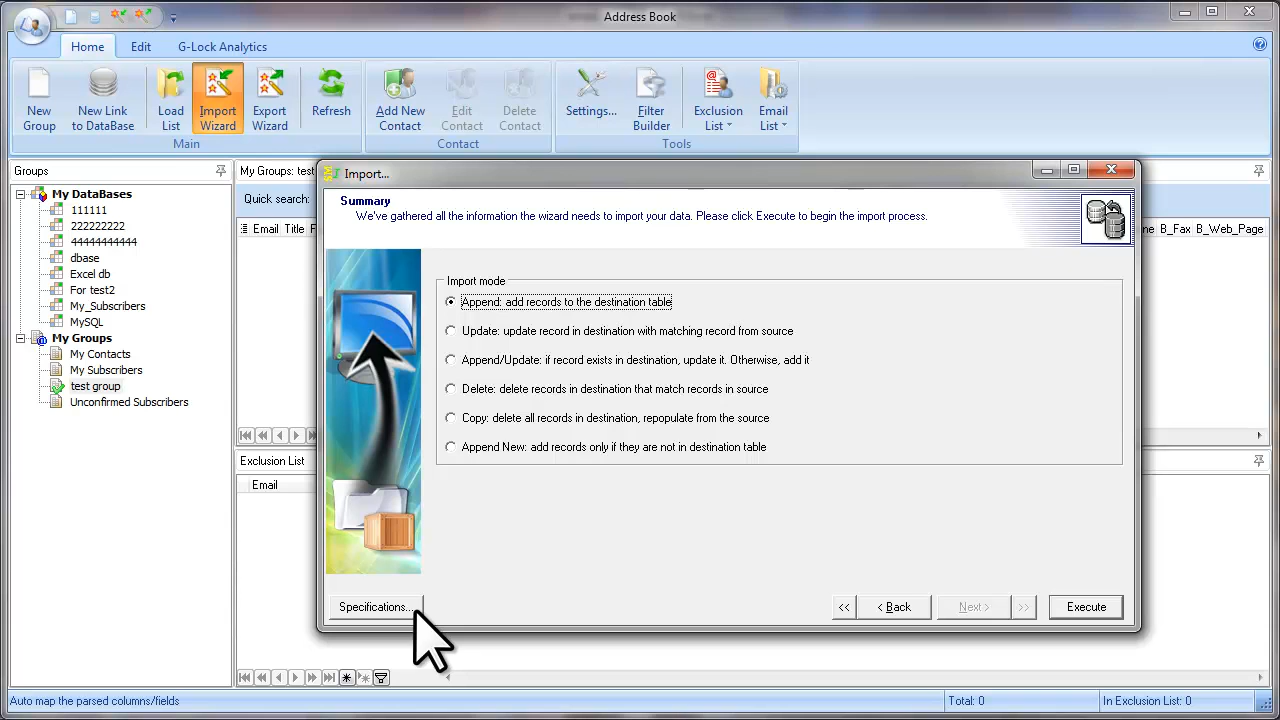 Address Book
Home
Edit
G-Lock Analytics
New Group
New Link to DataBase
Load List
Import Wizard
Export Wizard
Refresh
Add New Contact
Edit Contact
Delete Contact
Settings...
Filter Builder
Exclusion List
Email List
Main
Contact
Tools
Groups
My DataBases
111111
222222222
44444444444
dbase
Excel db
For test2
My_Subscribers
MySQL
My Groups
My Contacts
My Subscribers
test group
Unconfirmed Subscribers
My Groups: test
Quick search:
Email Title
B_Fax B_Web_Page
Exclusion List
Email
Import...
Summary
We've gathered all the information the wizard needs to import your data. Please click Execute to begin the import process.
Import mode
Append: add records to the destination table
Update: update record in destination with matching record from source
Append/Update: if record exists in destination, update it. Otherwise, add it
Delete: delete records in destination that match records in source
Copy: delete all records in destination, repopulate from the source
Append New: add records only if they are not in destination table
Specifications...
<<
< Back
Next >
>>
Execute
Auto map the parsed columns/fields
Total: 0
In Exclusion List: 0